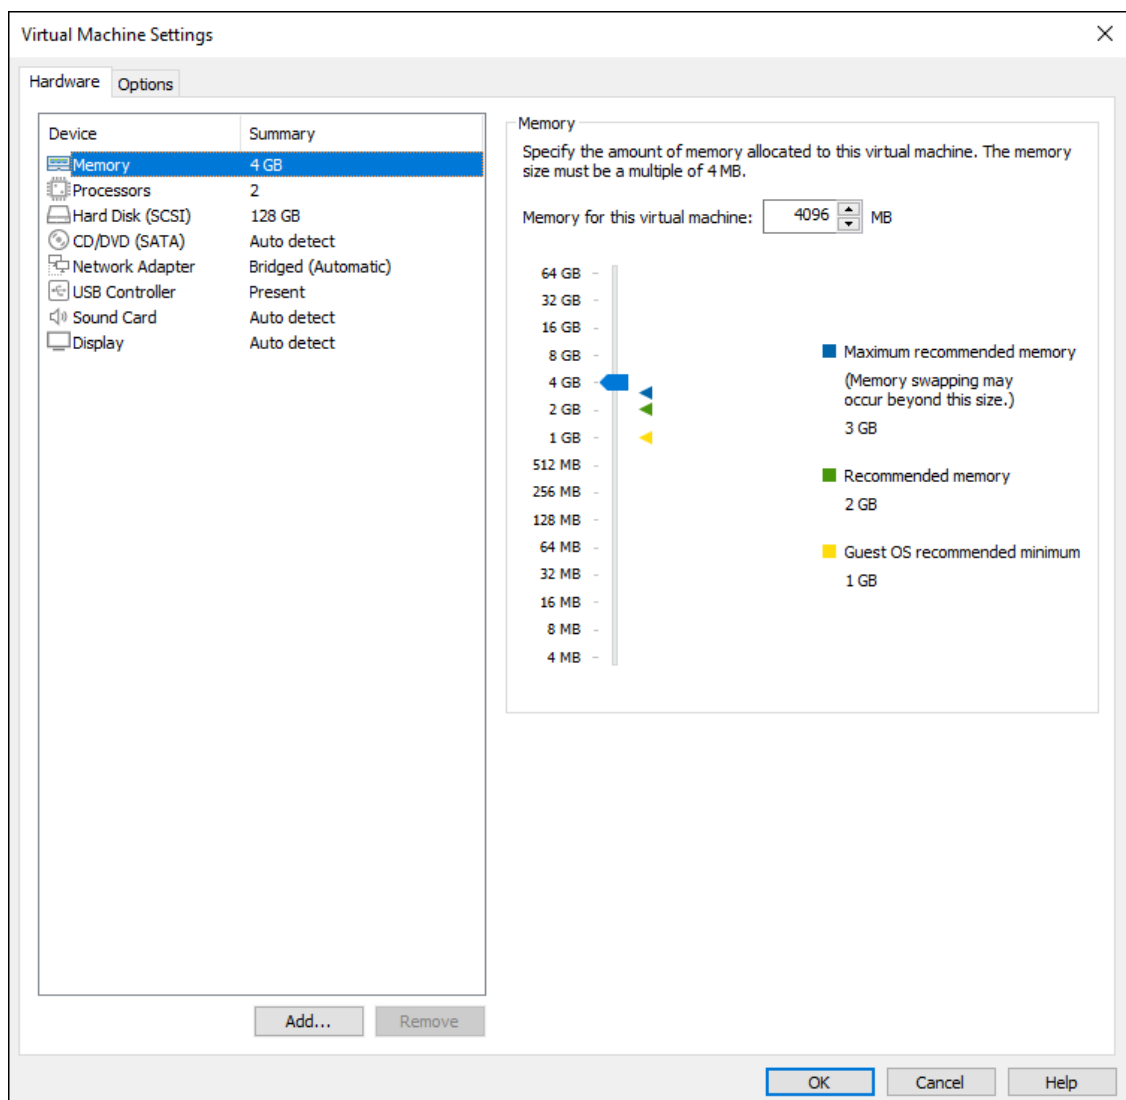 Virtual Machine Settings
Hardware Options
Device Summary
Memory 4 GB
Processors 2
Hard Disk (SCSI) 128 GB
CD/DVD (SATA) Auto detect
Network Adapter Bridged (Automatic)
USB Controller Present
Sound Card Auto detect
Display Auto detect
Add... Remove
Memory
Specify the amount of memory allocated to this virtual machine. The memory
size must be a multiple of 4 MB.
Memory for this virtual machine: 4096 MB
64 GB
32 GB
16 GB
8 GB
4 GB
2 GB
1 GB
512 MB
256 MB
128 MB
64 MB
32 MB
16 MB
8 MB
4 MB
Maximum recommended memory
(Memory swapping may
occur beyond this size.)
3 GB
Recommended memory
2 GB
Guest OS recommended minimum
1 GB
OK Cancel Help